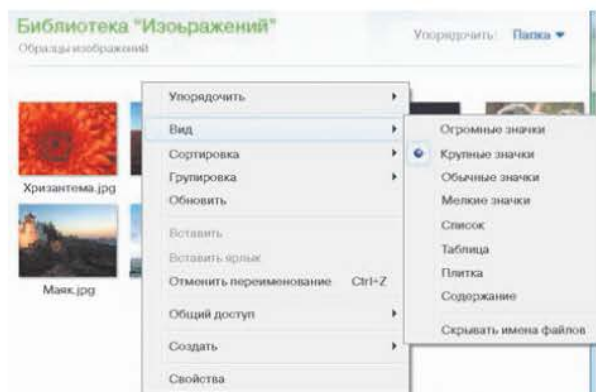 Библиотека "Изображений"
Образцы изображений
Упорядочить: Папка
Хризантема.jpg
Маяк.jpg
Упорядочить
Вид
Сортировка
Группировка
Обновить
Вставить
Вставить ярлык
Отменить переименование Ctrl+Z
Общий доступ
Создать
Свойства
Огромные значки
Крупные значки
Обычные значки
Мелкие значки
Список
Таблица
Плитка
Содержание
Скрывать имена файлов